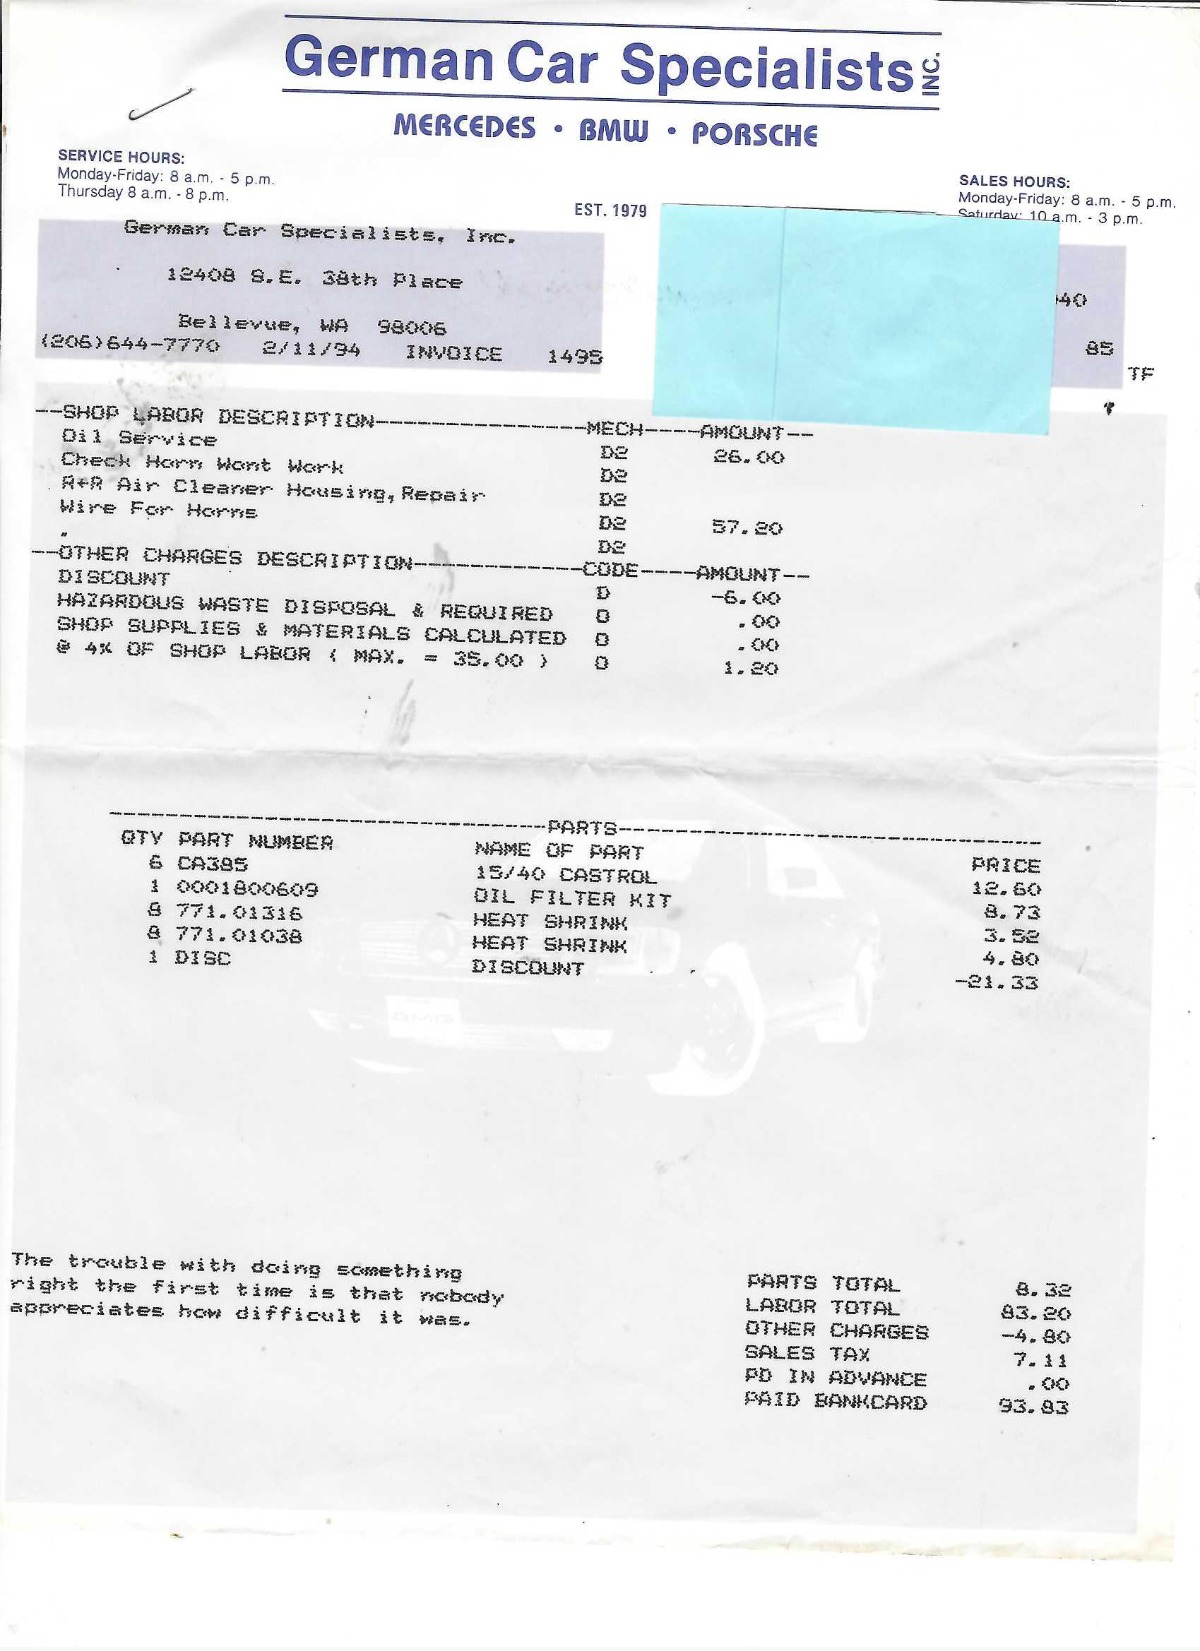 German Car Specialists INC.
MERCEDES • BMW • PORSCHE
SERVICE HOURS:
Monday-Friday: 8 a.m. - 5 p.m.
Thursday 8 a.m. - 8 p.m.
SALES HOURS:
Monday-Friday: 8 a.m. - 5 p.m.
Saturday: 10 a.m. - 3 p.m.
EST. 1979
German Car Specialists, Inc.
12408 S.E. 38th Place
Bellevue, WA 98006
(206)644-7770 2/11/94 INVOICE 1495
40
85
TF
--SHOP LABOR DESCRIPTION---------------MECH----AMOUNT--
Oil Service D2 26.00
Check Horn Wont Work D2
R+R Air Cleaner Housing,Repair D2
Wire For Horns D2 57.20
. D2
--OTHER CHARGES DESCRIPTION------------CODE----AMOUNT--
DISCOUNT D -6.00
HAZARDOUS WASTE DISPOSAL & REQUIRED O .00
SHOP SUPPLIES & MATERIALS CALCULATED O .00
@ 4% OF SHOP LABOR ( MAX. = 35.00 ) O 1.20
-------------------------------PARTS------------------------------
QTY PART NUMBER NAME OF PART PRICE
6 CA385 15/40 CASTROL 12.60
1 0001800609 OIL FILTER KIT 8.73
8 771.01316 HEAT SHRINK 3.52
8 771.01038 HEAT SHRINK 4.80
1 DISC DISCOUNT -21.33
AMG
The trouble with doing something
right the first time is that nobody
appreciates how difficult it was.
PARTS TOTAL 8.32
LABOR TOTAL 83.20
OTHER CHARGES -4.80
SALES TAX 7.11
PD IN ADVANCE .00
PAID BANKCARD 93.83